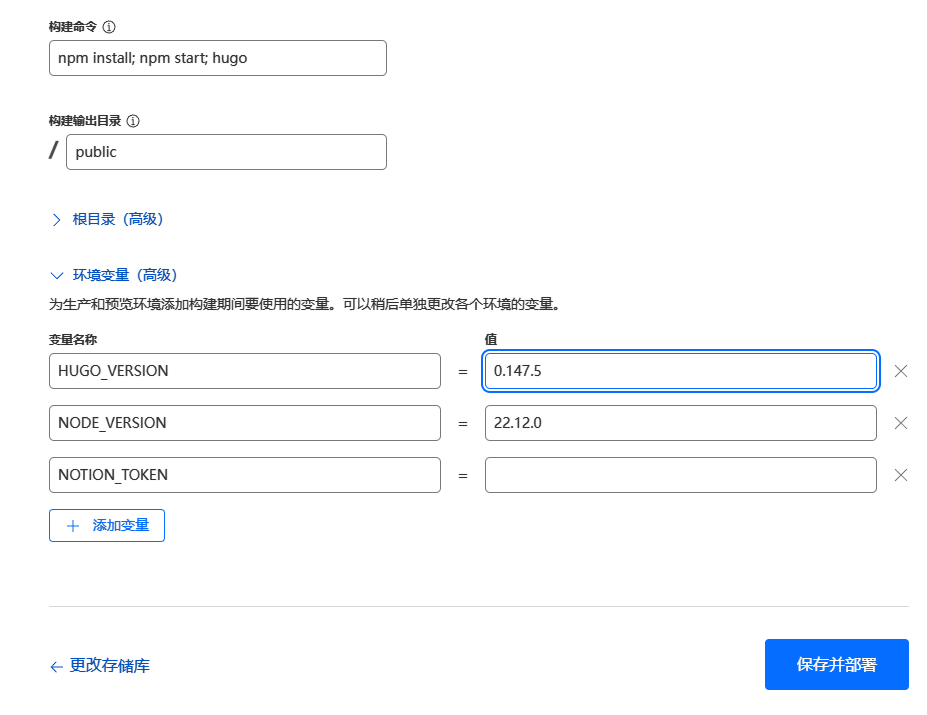 构建命令
npm install; npm start; hugo
构建输出目录
/ public
根目录（高级）
环境变量（高级）
为生产和预览环境添加构建期间要使用的变量。可以稍后单独更改各个环境的变量。
变量名称 值
HUGO_VERSION = 0.147.5
NODE_VERSION = 22.12.0
NOTION_TOKEN =
+ 添加变量
← 更改存储库 保存并部署